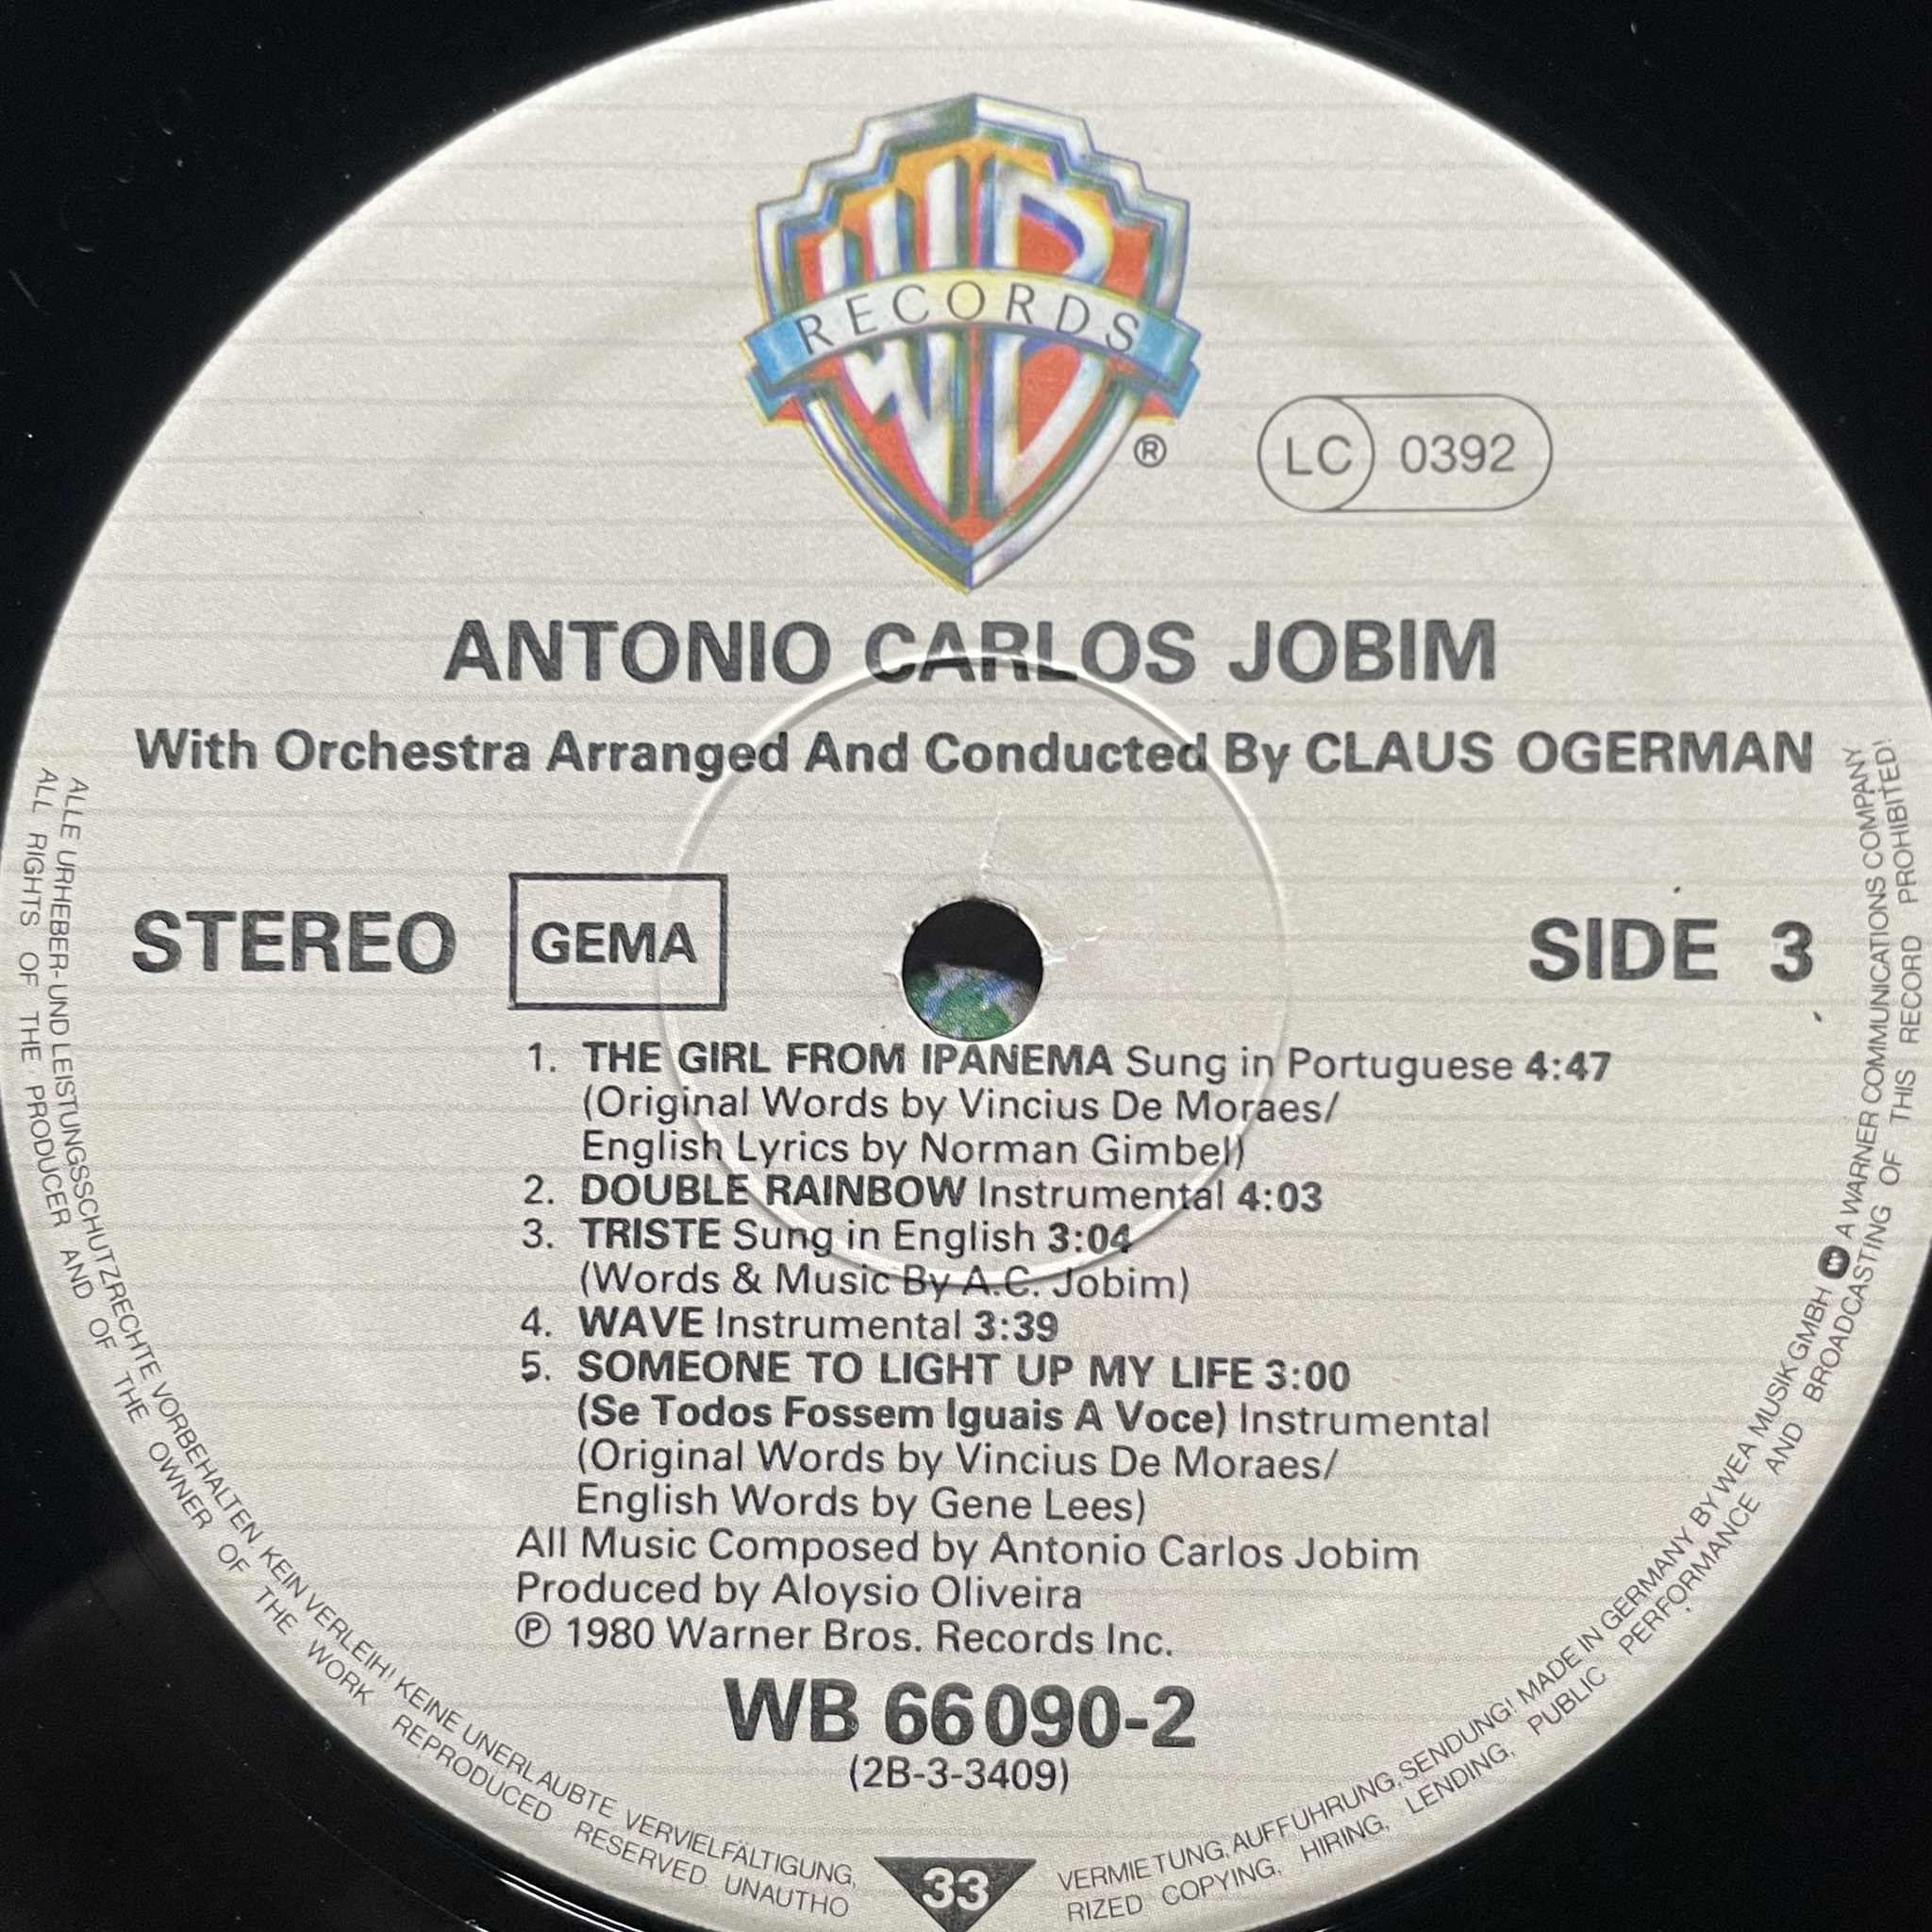 WB
RECORDS
®
LC 0392
ANTONIO CARLOS JOBIM
With Orchestra Arranged And Conducted By CLAUS OGERMAN
STEREO GEMA SIDE 3
1. THE GIRL FROM IPANEMA Sung in Portuguese 4:47
(Original Words by Vincius De Moraes/
English Lyrics by Norman Gimbel)
2. DOUBLE RAINBOW Instrumental 4:03
3. TRISTE Sung in English 3:04
(Words & Music By A.C. Jobim)
4. WAVE Instrumental 3:39
5. SOMEONE TO LIGHT UP MY LIFE 3:00
(Se Todos Fossem Iguais A Voce) Instrumental
(Original Words by Vincius De Moraes/
English Words by Gene Lees)
All Music Composed by Antonio Carlos Jobim
Produced by Aloysio Oliveira
℗ 1980 Warner Bros. Records Inc.
WB 66 090-2
(2B-3-3409)
33
ALLE URHEBER- UND LEISTUNGSSCHUTZRECHTE VORBEHALTEN. KEIN VERLEIH! KEINE UNERLAUBTE VERVIELFÄLTIGUNG, VERMIETUNG, AUFFUHRUNG, SENDUNG! MADE IN GERMANY BY WEA MUSIK GMBH W A WARNER COMMUNICATIONS COMPANY
ALL RIGHTS OF THE PRODUCER AND OF THE OWNER OF THE WORK REPRODUCED RESERVED UNAUTHORIZED COPYING, HIRING, LENDING, PUBLIC PERFORMANCE AND BROADCASTING OF THIS RECORD PROHIBITED!